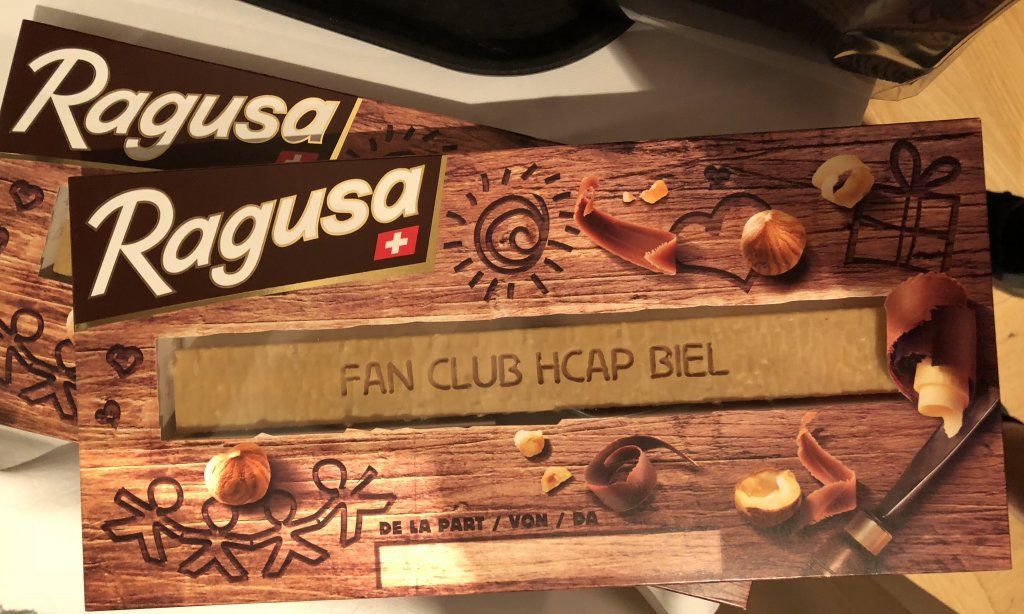 Ragusa
Ragusa
FAN CLUB HCAP BIEL
DE LA PART / VON / DA